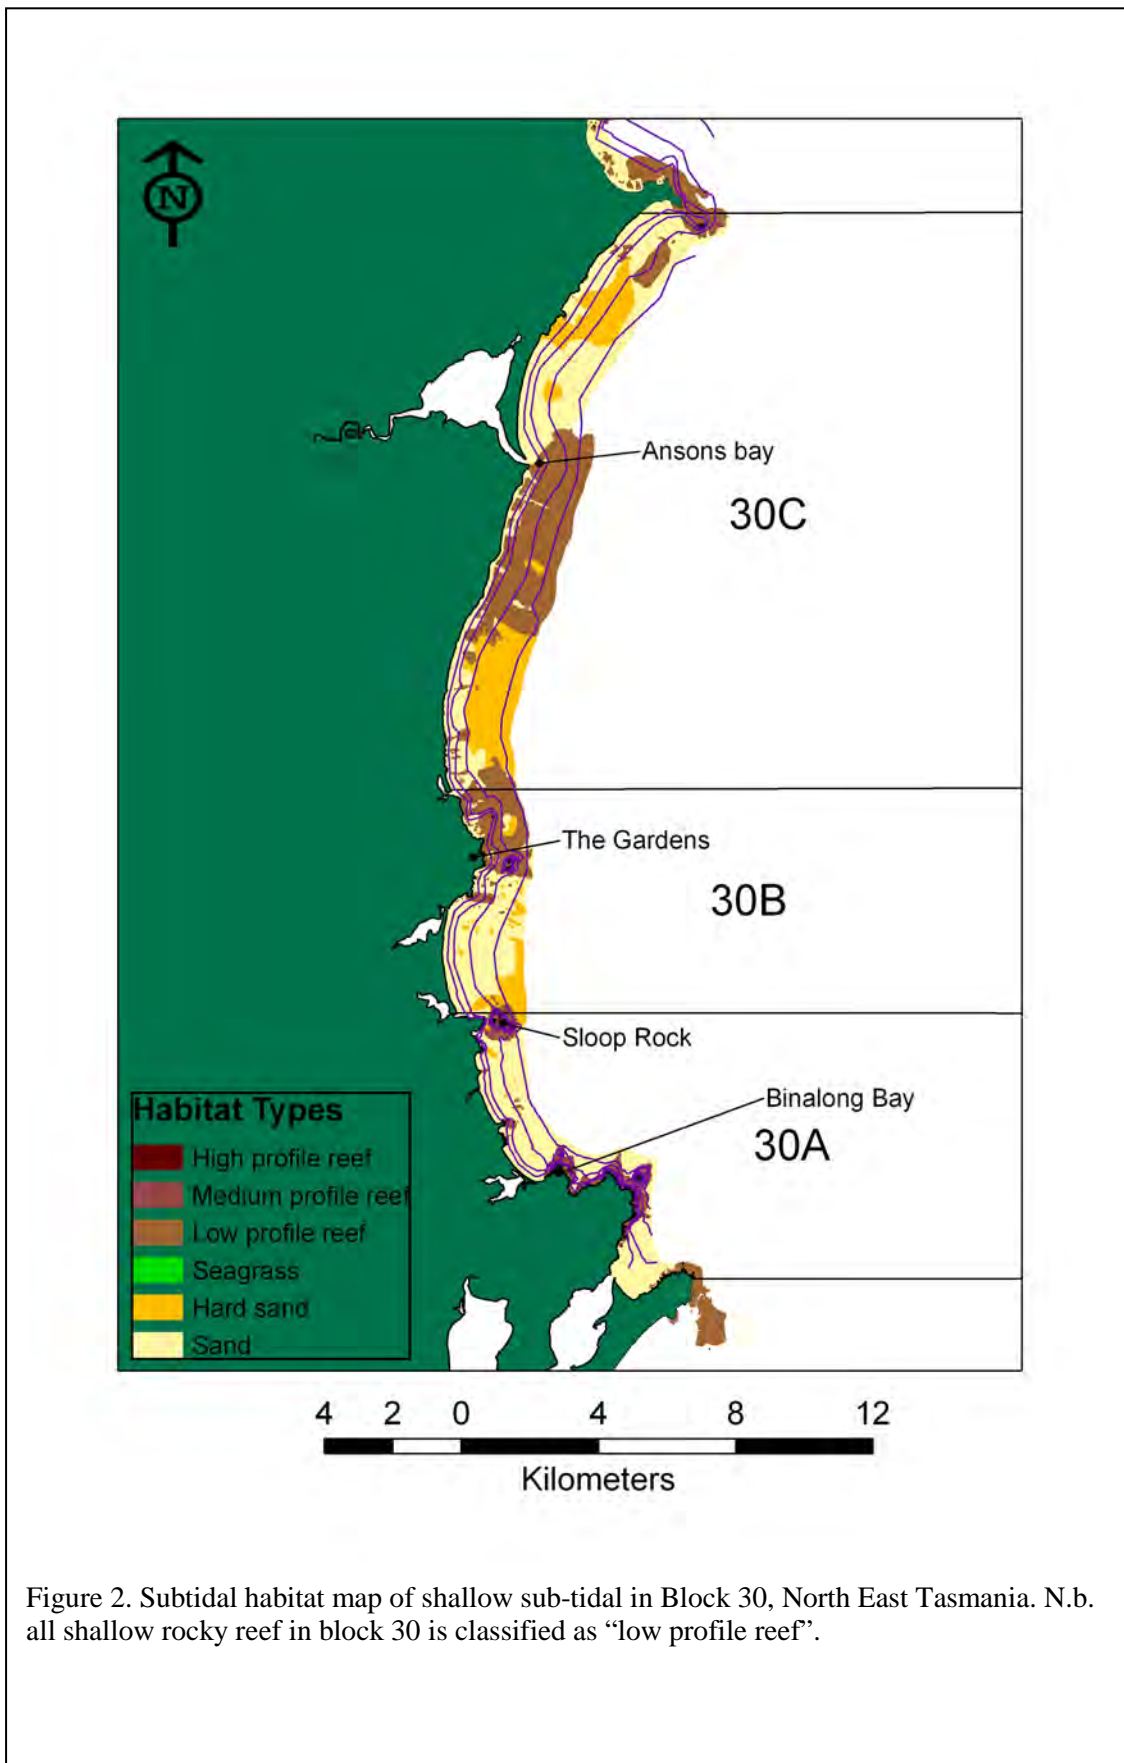 N
Ansons bay
30C
The Gardens
30B
Sloop Rock
Binalong Bay
30A
Habitat Types
High profile reef
Medium profile reef
Low profile reef
Seagrass
Hard sand
Sand
4 2 0 4 8 12
Kilometers
Figure 2. Subtidal habitat map of shallow sub-tidal in Block 30, North East Tasmania. N.b.
all shallow rocky reef in block 30 is classified as “low profile reef”.